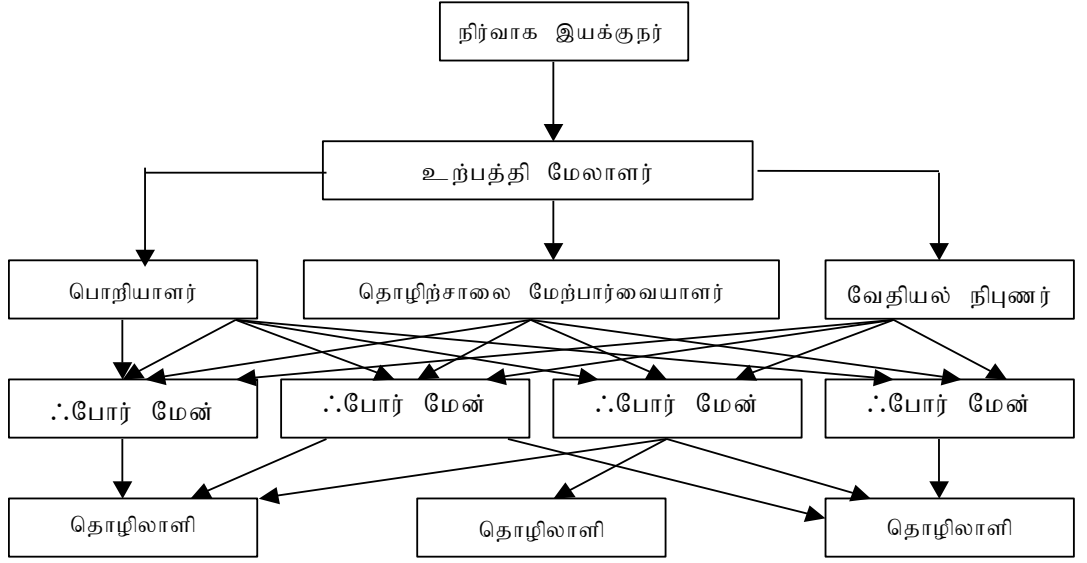 நிர்வாக இயக்குநர்
உற்பத்தி மேலாளர்
பொறியாளர்
தொழிற்சாலை மேற்பார்வையாளர்
வேதியல் நிபுணர்
ஃபோர் மேன்
ஃபோர் மேன்
ஃபோர் மேன்
ஃபோர் மேன்
தொழிலாளி
தொழிலாளி
தொழிலாளி